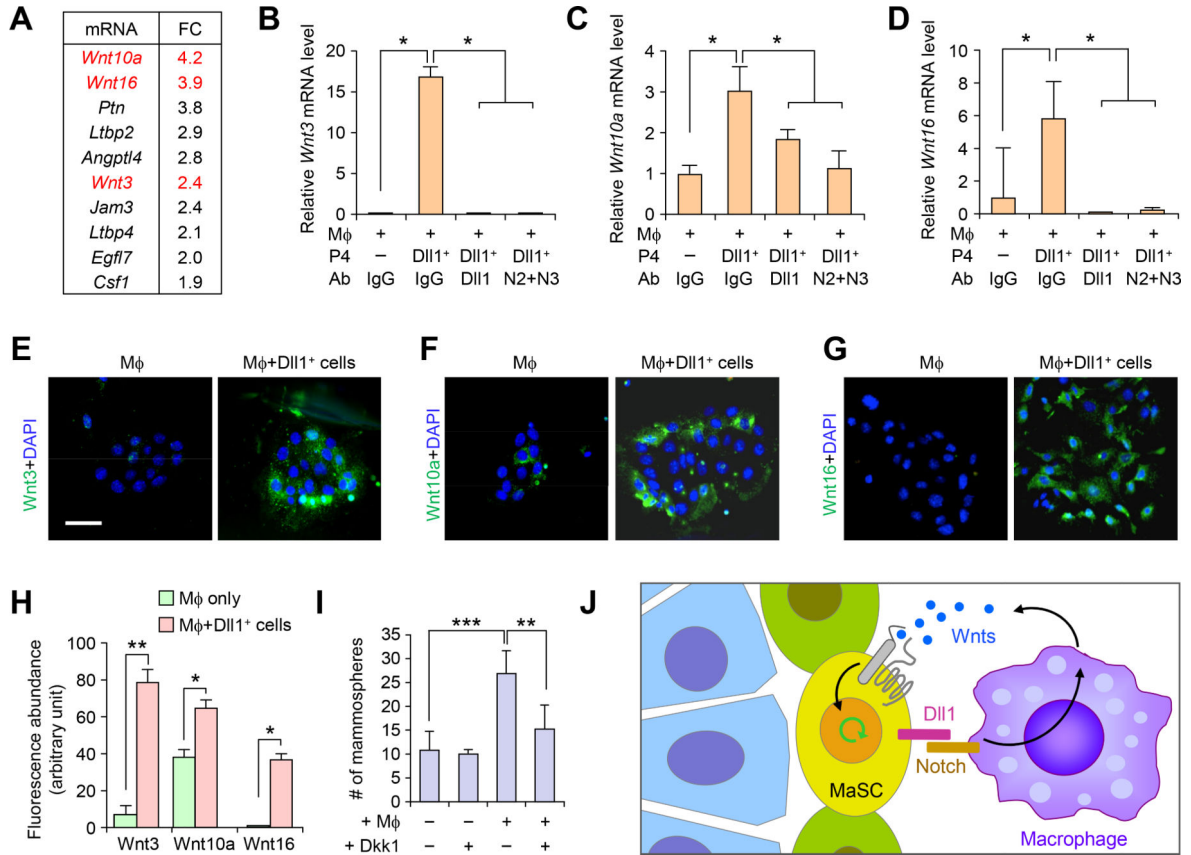 A
mRNA FC
Wnt10a 4.2
Wnt16 3.9
Ptn 3.8
Ltbp2 2.9
Angptl4 2.8
Wnt3 2.4
Jam3 2.4
Ltbp4 2.1
Egfl7 2.0
Csf1 1.9
B
Relative Wnt3 mRNA level
20
15
10
5
0
* *
Mϕ + + + +
P4 – Dll1⁺ Dll1⁺ Dll1⁺
Ab IgG IgG Dll1 N2+N3
C
Relative Wnt10a mRNA level
4
3
2
1
0
* *
Mϕ + + + +
P4 – Dll1⁺ Dll1⁺ Dll1⁺
Ab IgG IgG Dll1 N2+N3
D
Relative Wnt16 mRNA level
10
8
6
4
2
0
* *
Mϕ + + + +
P4 – Dll1⁺ Dll1⁺ Dll1⁺
Ab IgG IgG Dll1 N2+N3
E
Mϕ Mϕ+Dll1⁺ cells
Wnt3+DAPI
F
Mϕ Mϕ+Dll1⁺ cells
Wnt10a+DAPI
G
Mϕ Mϕ+Dll1⁺ cells
Wnt16+DAPI
H
Mϕ only
Mϕ+Dll1⁺ cells
Fluorescence abundance
(arbitrary unit)
100
80
60
40
20
0
** * *
Wnt3 Wnt10a Wnt16
I
# of mammospheres
35
30
25
20
15
10
5
0
*** **
+ Mϕ – – + +
+ Dkk1 – + – +
J
Wnts
Dll1
Notch
MaSC
Macrophage